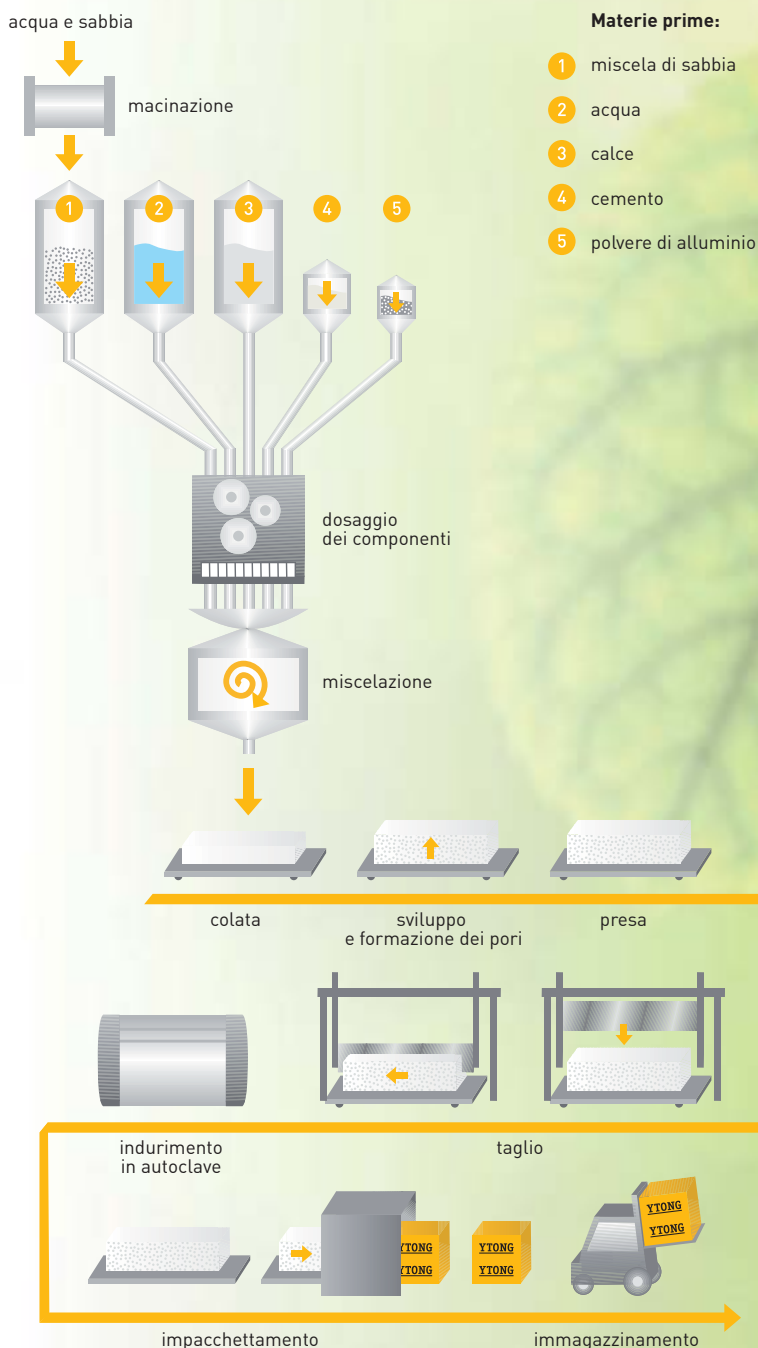 acqua e sabbia
macinazione
Materie prime:
1 miscela di sabbia
2 acqua
3 calce
4 cemento
5 polvere di alluminio
1 2 3 4 5
dosaggio
dei componenti
miscelazione
colata
sviluppo
e formazione dei pori
presa
indurimento
in autoclave
taglio
YTONG
YTONG
YTONG
YTONG
YTONG
YTONG
impacchettamento
immagazzinamento